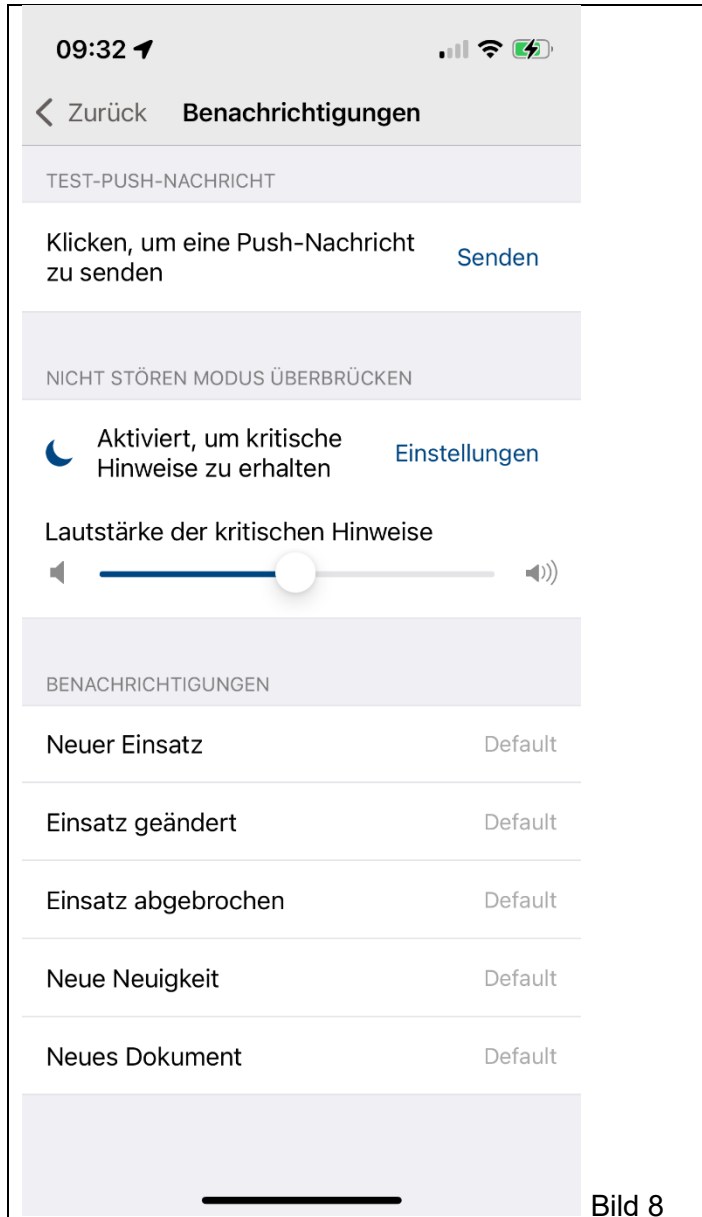 09:32
Zurück Benachrichtigungen
TEST-PUSH-NACHRICHT
Klicken, um eine Push-Nachricht
zu senden
Senden
NICHT STÖREN MODUS ÜBERBRÜCKEN
Aktiviert, um kritische
Hinweise zu erhalten
Einstellungen
Lautstärke der kritischen Hinweise
BENACHRICHTIGUNGEN
Neuer Einsatz Default
Einsatz geändert Default
Einsatz abgebrochen Default
Neue Neuigkeit Default
Neues Dokument Default
Bild 8